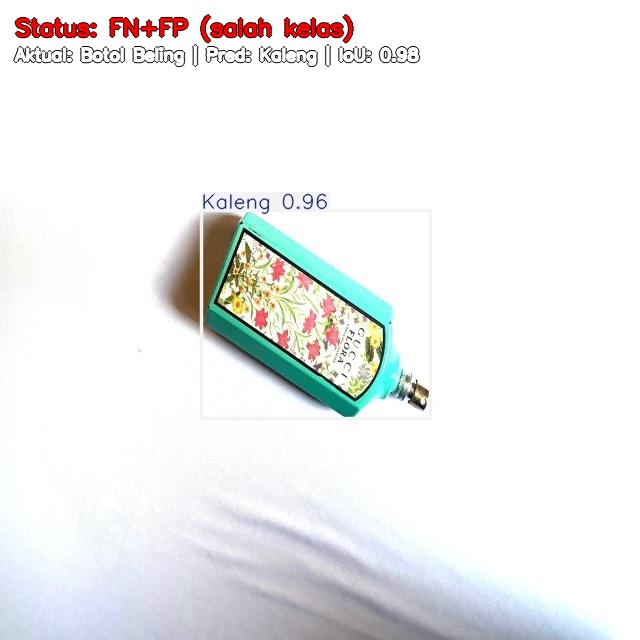 Status: FN+FP (salah kelas)
Aktual: Botol Beling | Pred: Kaleng | IoU: 0.98
Kaleng 0.96
GUCCI
FLORA